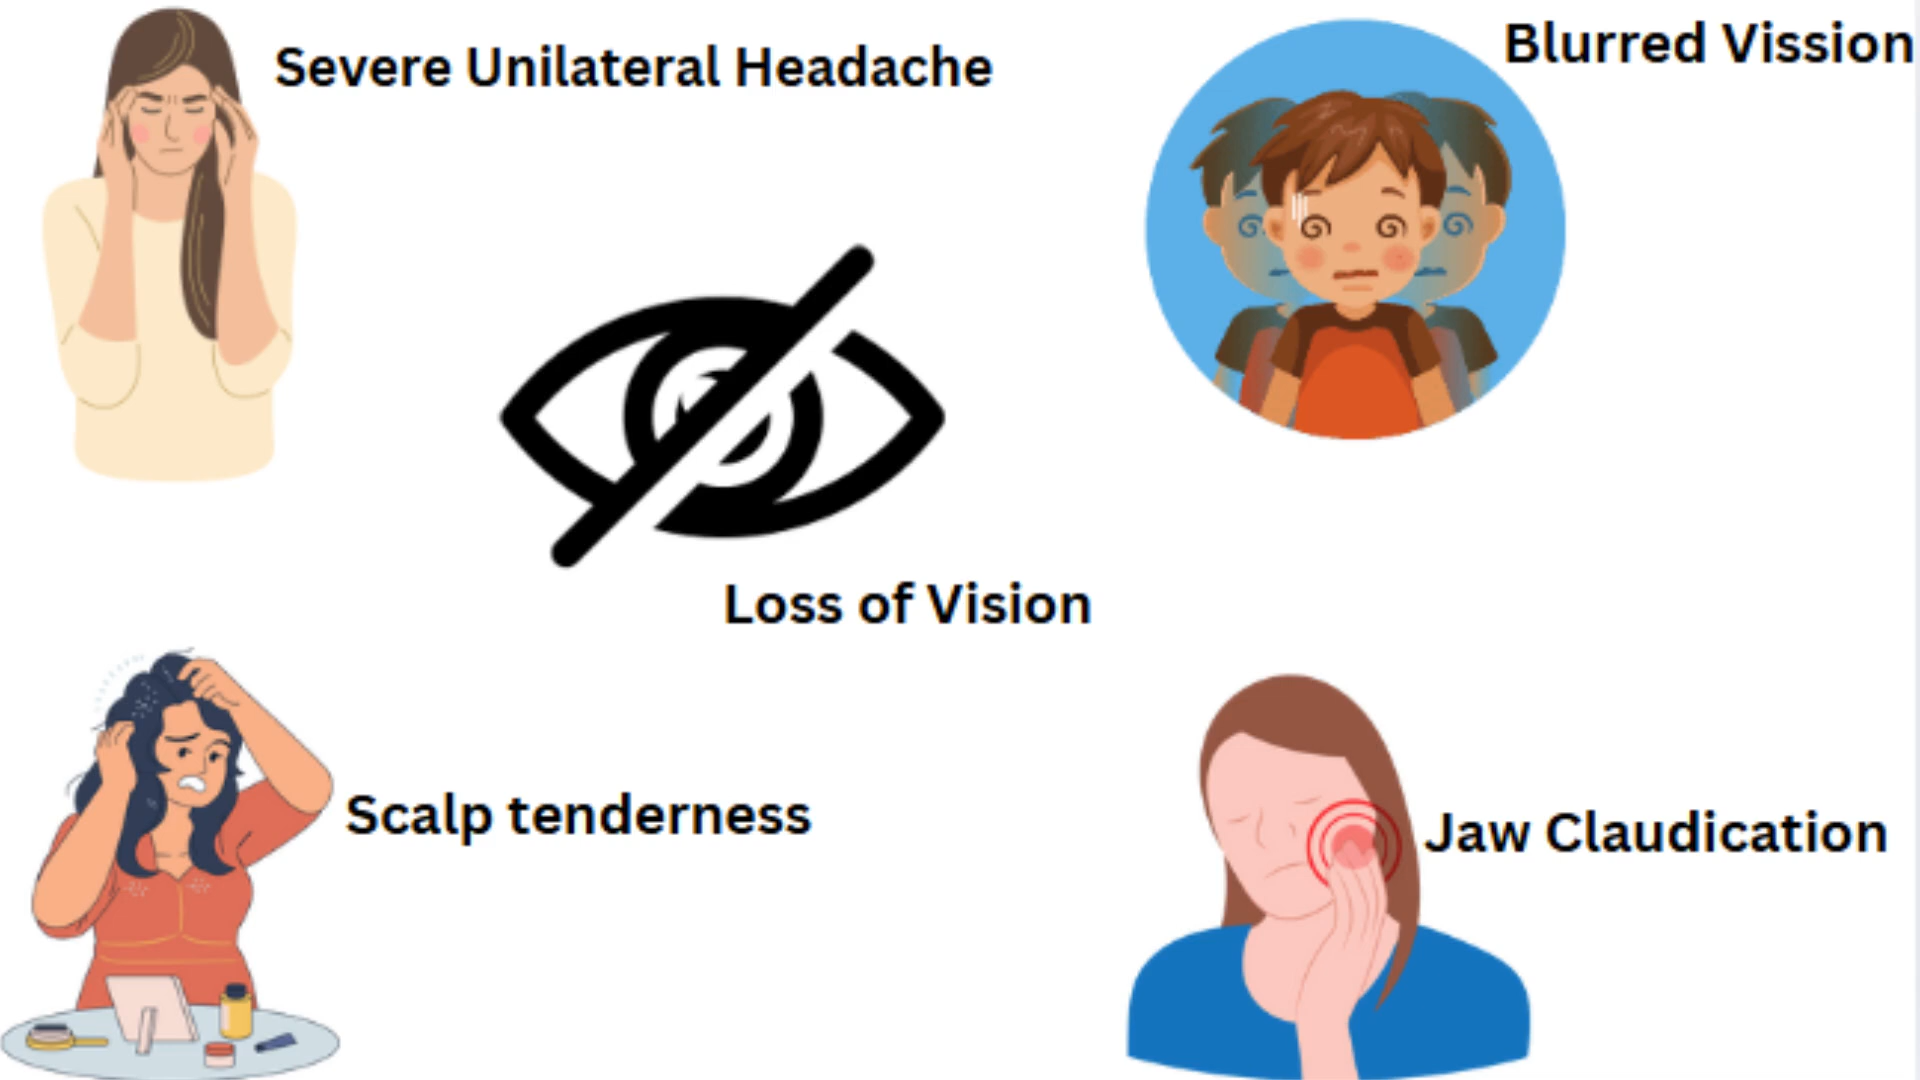 Severe Unilateral Headache
Blurred Vission
Loss of Vision
Scalp tenderness
Jaw Claudication